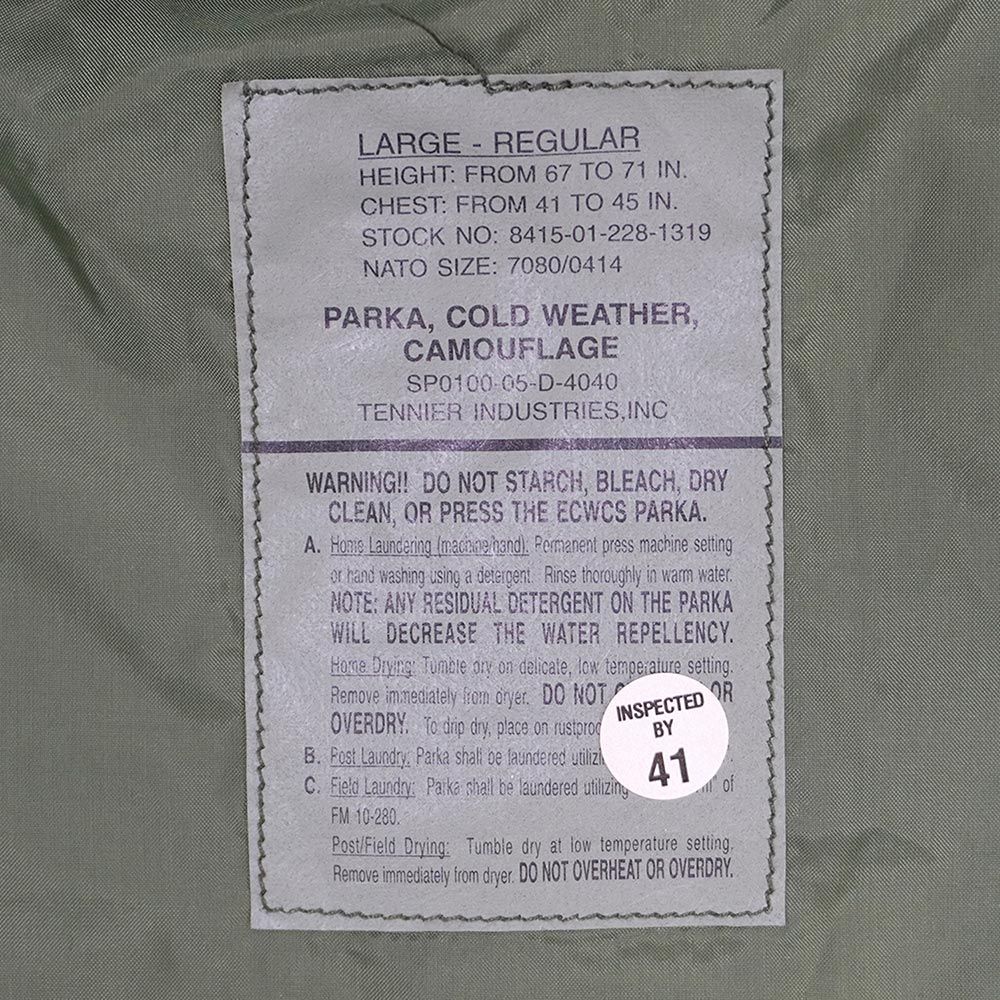 LARGE - REGULAR
HEIGHT: FROM 67 TO 71 IN.
CHEST: FROM 41 TO 45 IN.
STOCK NO: 8415-01-228-1319
NATO SIZE: 7080/0414
PARKA, COLD WEATHER,
CAMOUFLAGE
SP0100-05-D-4040
TENNIER INDUSTRIES,INC
WARNING!! DO NOT STARCH, BLEACH, DRY
CLEAN, OR PRESS THE ECWCS PARKA.
A. Home Laundering (machine/hand): Permanent press machine setting
or hand washing using a detergent. Rinse thoroughly in warm water.
NOTE: ANY RESIDUAL DETERGENT ON THE PARKA
WILL DECREASE THE WATER REPELLENCY.
Home Drying: Tumble dry on delicate, low temperature setting.
Remove immediately from dryer. DO NOT OR
OVERDRY. To drip dry, place on
B. Post Laundry: Parka shall be laundered
C. Field Laundry: Parka shall be laundered utilizing of
FM 10-280.
Post/Field Drying: Tumble dry at low temperature setting.
Remove immediately from dryer. DO NOT OVERHEAT OR OVERDRY.
INSPECTED
BY
41